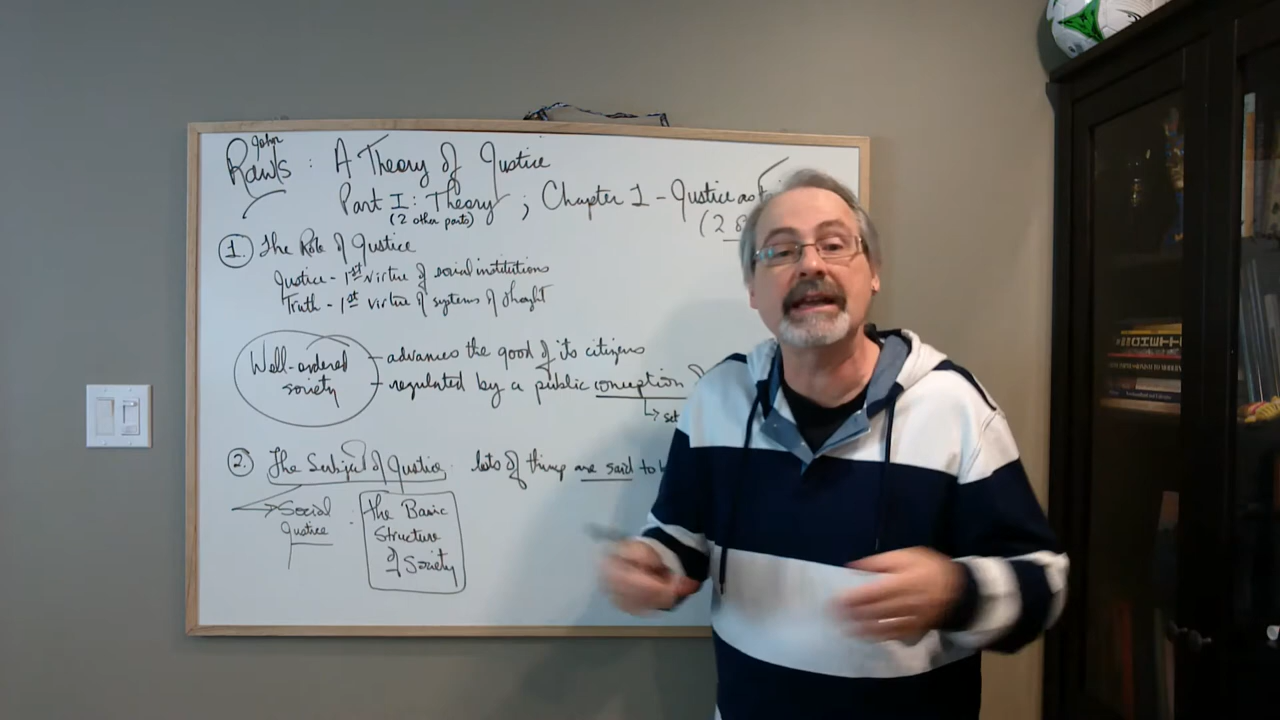 John
Rawls : A Theory of Justice
Part I: Theory ; Chapter 1 - Justice as
(2 other parts)
(2 8
1. The Role of Justice
Justice - 1st virtue of social institutions
Truth - 1st virtue of systems of thought
Well-ordered society
- advances the good of its citizens
- regulated by a public conception
→ set
2. The Subject of Justice lots of things are said to b
Social Justice :
the Basic
Structure
of Society